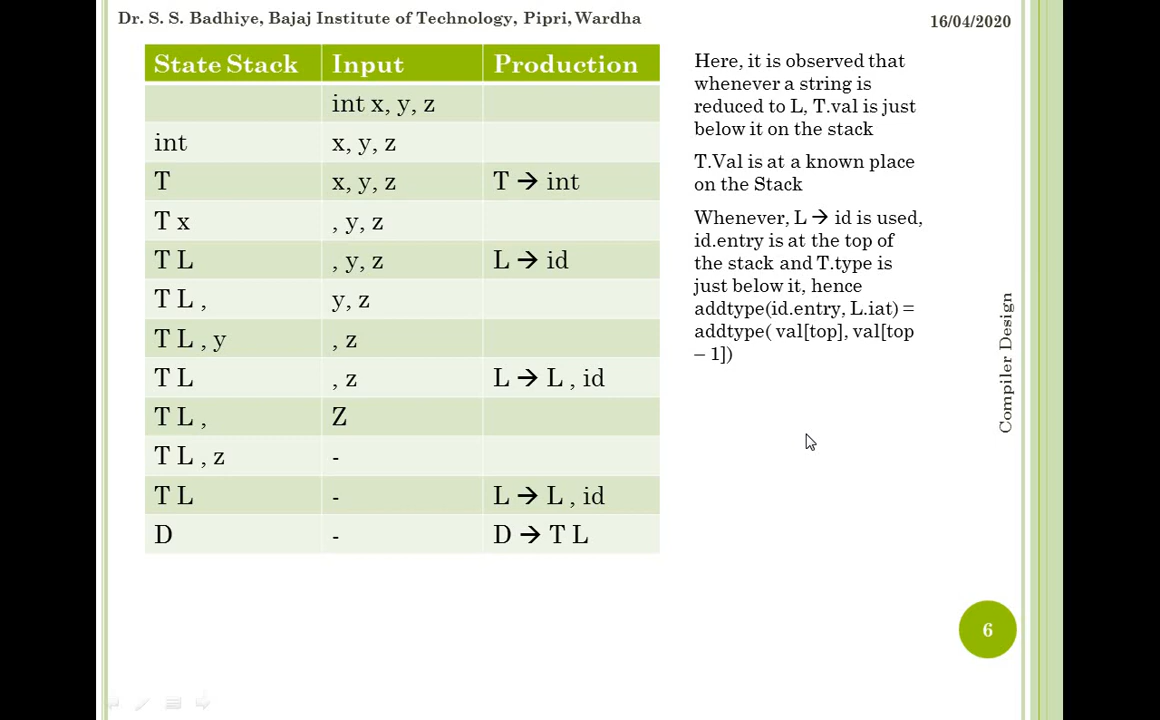 Dr. S. S. Badhiye, Bajaj Institute of Technology, Pipri, Wardha
16/04/2020
State Stack Input Production
int x, y, z
int x, y, z
T x, y, z T → int
T x , y, z
T L , y, z L → id
T L , y, z
T L , y , z
T L , z L → L , id
T L , Z
T L , z -
T L - L → L , id
D - D → T L
Here, it is observed that
whenever a string is
reduced to L, T.val is just
below it on the stack
T.Val is at a known place
on the Stack
Whenever, L → id is used,
id.entry is at the top of
the stack and T.type is
just below it, hence
addtype(id.entry, L.iat) =
addtype( val[top], val[top
– 1])
Compiler Design
6